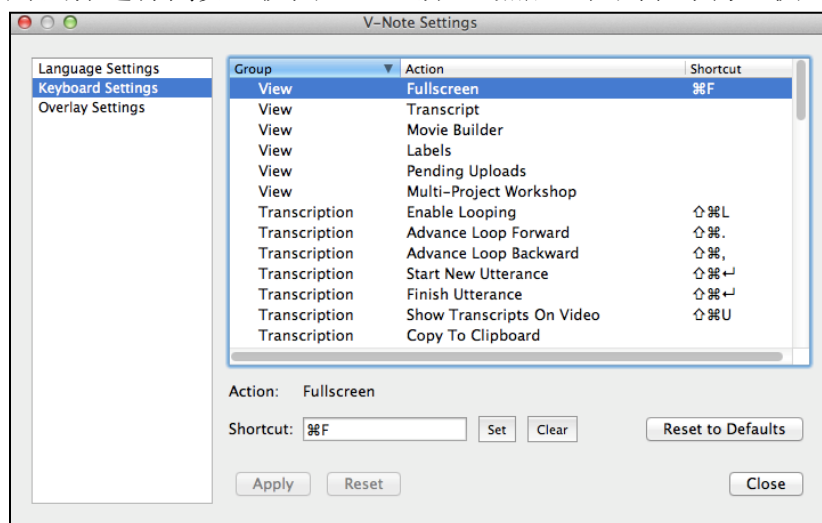 V-Note Settings
Language Settings
Keyboard Settings
Overlay Settings
Group Action Shortcut
View Fullscreen ⌘F
View Transcript
View Movie Builder
View Labels
View Pending Uploads
View Multi-Project Workshop
Transcription Enable Looping ⇧⌘L
Transcription Advance Loop Forward ⇧⌘.
Transcription Advance Loop Backward ⇧⌘,
Transcription Start New Utterance ⇧⌘↩
Transcription Finish Utterance ⇧⌘↩
Transcription Show Transcripts On Video ⇧⌘U
Transcription Copy To Clipboard
Action: Fullscreen
Shortcut: ⌘F Set Clear Reset to Defaults
Apply Reset Close